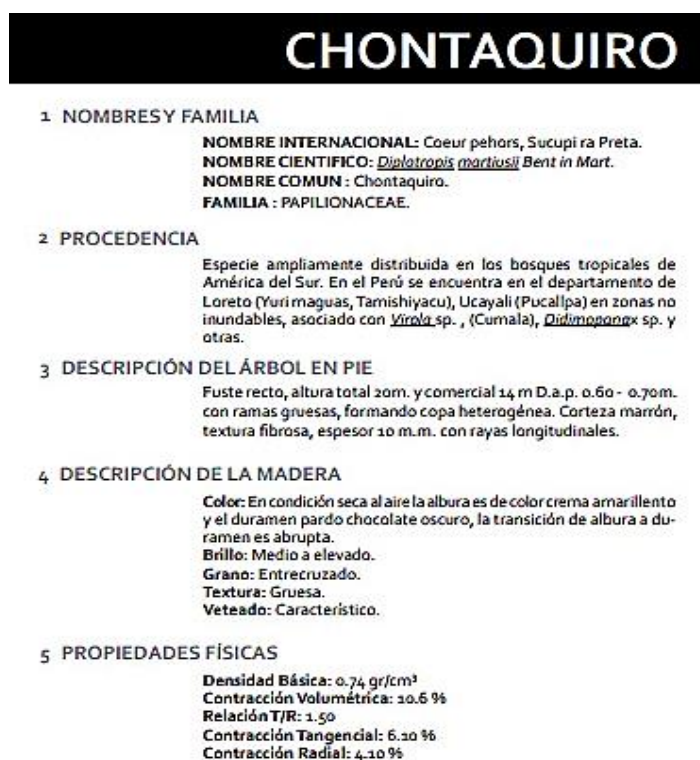 CHONTAQUIRO
1 NOMBRES Y FAMILIA
NOMBRE INTERNACIONAL: Coeur pehors, Sucupi ra Preta.
NOMBRE CIENTIFICO: Diplotropis martiusii Bent in Mart.
NOMBRE COMUN : Chontaquiro.
FAMILIA : PAPILIONACEAE.
2 PROCEDENCIA
Especie ampliamente distribuida en los bosques tropicales de
América del Sur. En el Perú se encuentra en el departamento de
Loreto (Yuri maguas, Tamishiyacu), Ucayali (Pucallpa) en zonas no
inundables, asociado con Virola sp. , (Cumala), Didimopanax sp. y
otras.
3 DESCRIPCIÓN DEL ÁRBOL EN PIE
Fuste recto, altura total 20m. y comercial 14 m D.a.p. 0.60 - 0.70m.
con ramas gruesas, formando copa heterogénea. Corteza marrón,
textura fibrosa, espesor 10 m.m. con rayas longitudinales.
4 DESCRIPCIÓN DE LA MADERA
Color: En condición seca al aire la albura es de color crema amarillento
y el duramen pardo chocolate oscuro, la transición de albura a du-
ramen es abrupta.
Brillo: Medio a elevado.
Grano: Entrecruzado.
Textura: Gruesa.
Veteado: Característico.
5 PROPIEDADES FÍSICAS
Densidad Básica: 0.74 gr/cm³
Contracción Volumétrica: 10.6 %
Relación T/R: 1.50
Contracción Tangencial: 6.10 %
Contracción Radial: 4.10 %